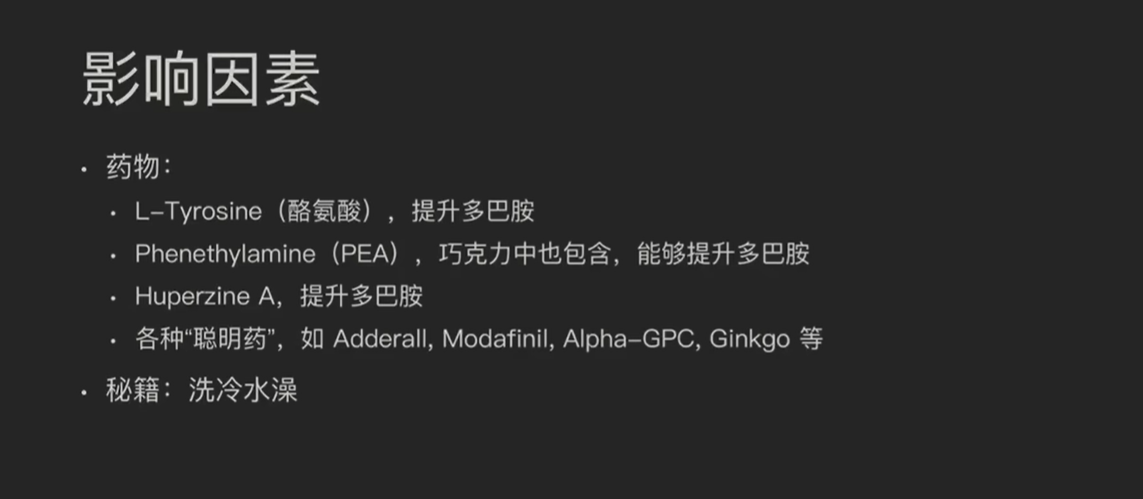 影响因素
• 药物：
• L-Tyrosine（酪氨酸），提升多巴胺
• Phenethylamine（PEA），巧克力中也包含，能够提升多巴胺
• Huperzine A，提升多巴胺
• 各种“聪明药”，如 Adderall, Modafinil, Alpha-GPC, Ginkgo 等
• 秘籍：洗冷水澡